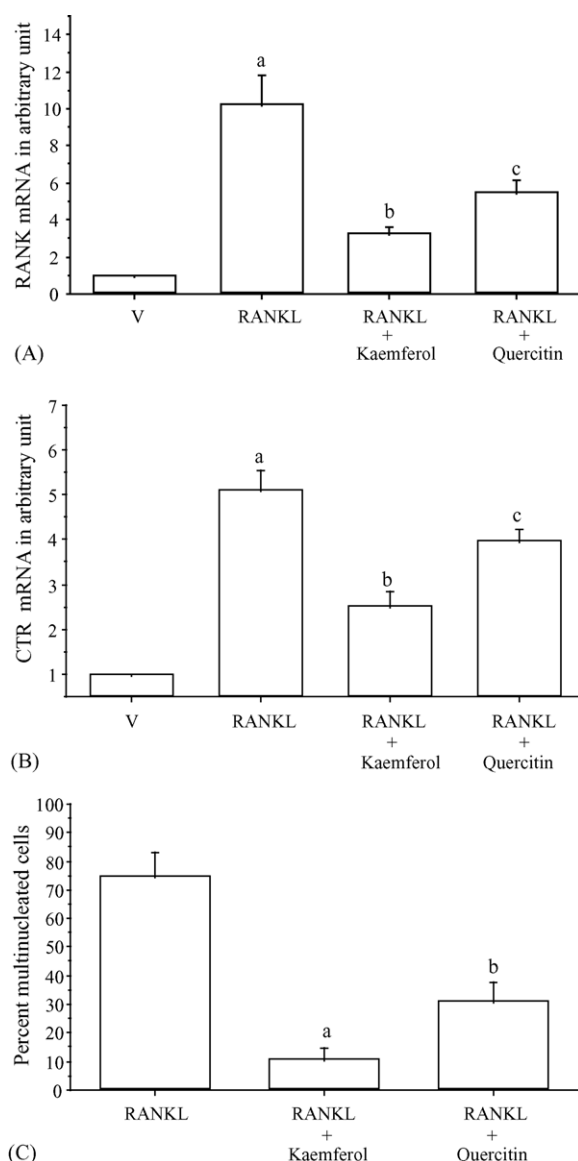 RANK mRNA in arbitrary unit
14
12
10
8
6
4
2
0
a
b
c
V
RANKL
RANKL
+
Kaemferol
RANKL
+
Quercitin
(A)
CTR mRNA in arbitrary unit
7
6
5
4
3
2
1
a
b
c
V
RANKL
RANKL
+
Kaemferol
RANKL
+
Quercitin
(B)
Percent multinucleated cells
100
90
80
70
60
50
40
30
20
10
0
a
b
RANKL
RANKL
+
Kaemferol
RANKL
+
Quercitin
(C)